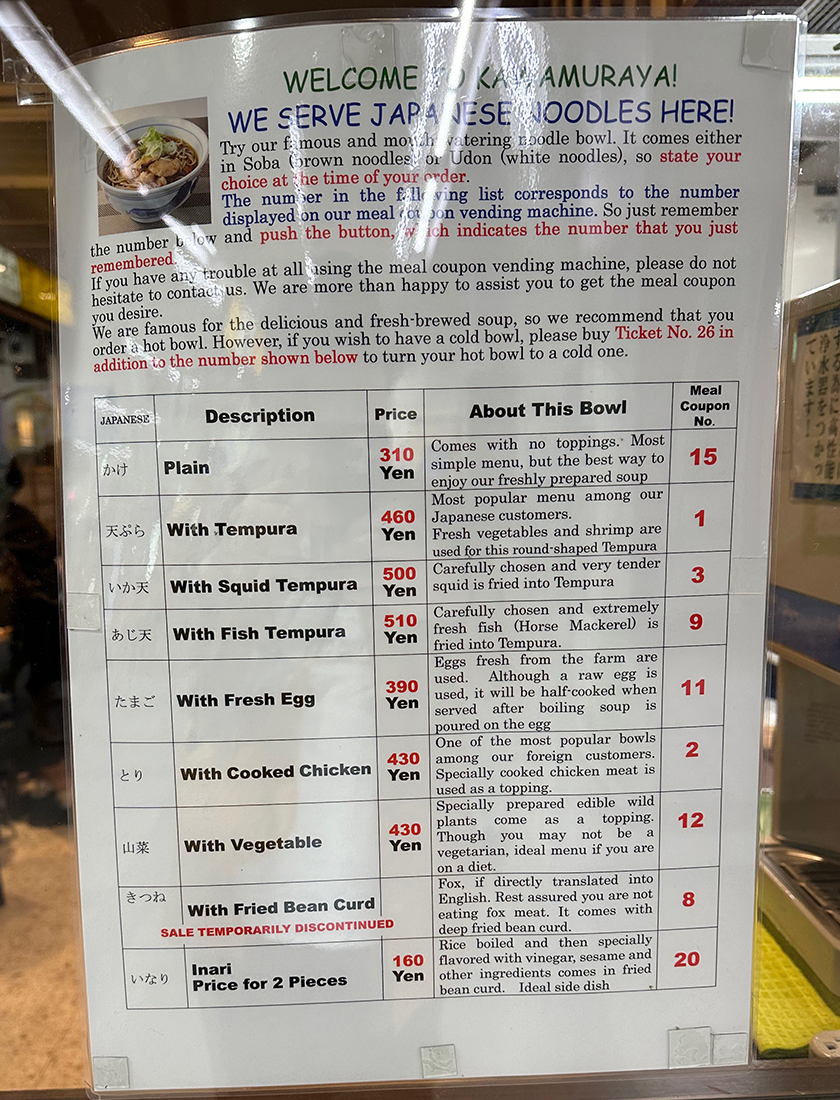 WELCOME TO KAWAMURAYA!
WE SERVE JAPANESE NOODLES HERE!
Try our famous and mouth watering noodle bowl. It comes either
in Soba (brown noodles) or Udon (white noodles), so state your
choice at the time of your order.
The number in the following list corresponds to the number
displayed on our meal coupon vending machine. So just remember
the number below and push the button, which indicates the number that you just
remembered.
If you have any trouble at all using the meal coupon vending machine, please do not
hesitate to contact us. We are more than happy to assist you to get the meal coupon
you desire.
We are famous for the delicious and fresh-brewed soup, so we recommend that you
order a hot bowl. However, if you wish to have a cold bowl, please buy Ticket No. 26 in
addition to the number shown below to turn your hot bowl to a cold one.
JAPANESE Description Price About This Bowl Meal
Coupon
No.
かけ Plain 310
Yen
Comes with no toppings. Most
simple menu, but the best way to
enjoy our freshly prepared soup
15
天ぷら With Tempura 460
Yen
Most popular menu among our
Japanese customers.
Fresh vegetables and shrimp are
used for this round-shaped Tempura
1
いか天 With Squid Tempura 500
Yen
Carefully chosen and very tender
squid is fried into Tempura
3
あじ天 With Fish Tempura 510
Yen
Carefully chosen and extremely
fresh fish (Horse Mackerel) is
fried into Tempura.
9
たまご With Fresh Egg 390
Yen
Eggs fresh from the farm are
used. Although a raw egg is
used, it will be half-cooked when
served after boiling soup is
poured on the egg
11
とり With Cooked Chicken 430
Yen
One of the most popular bowls
among our foreign customers.
Specially cooked chicken meat is
used as a topping.
2
山菜 With Vegetable 430
Yen
Specially prepared edible wild
plants come as a topping.
Though you may not be a
vegetarian, ideal menu if you are
on a diet.
12
きつね With Fried Bean Curd
SALE TEMPORARILY DISCONTINUED
Fox, if directly translated into
English. Rest assured you are not
eating fox meat. It comes with
deep fried bean curd.
8
いなり Inari
Price for 2 Pieces
160
Yen
Rice boiled and then specially
flavored with vinegar, sesame and
other ingredients comes in fried
bean curd. Ideal side dish
20
冷水器をつかっ
ています！